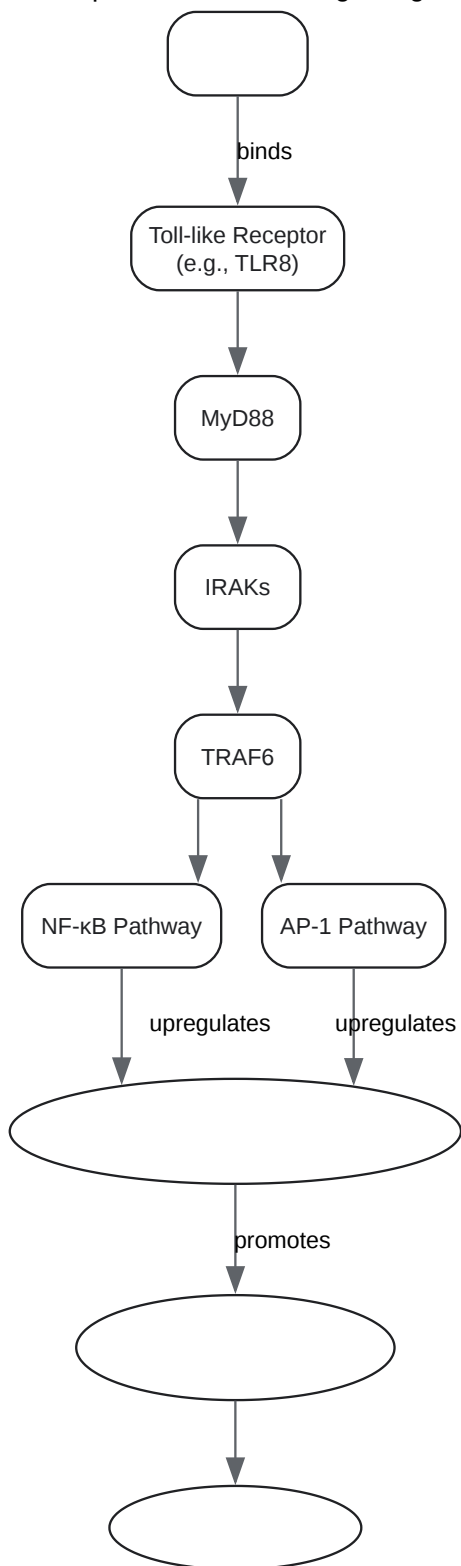 binds
Toll-like Receptor
(e.g., TLR8)
MyD88
IRAKs
TRAF6
NF-κB Pathway
AP-1 Pathway
upregulates
upregulates
promotes